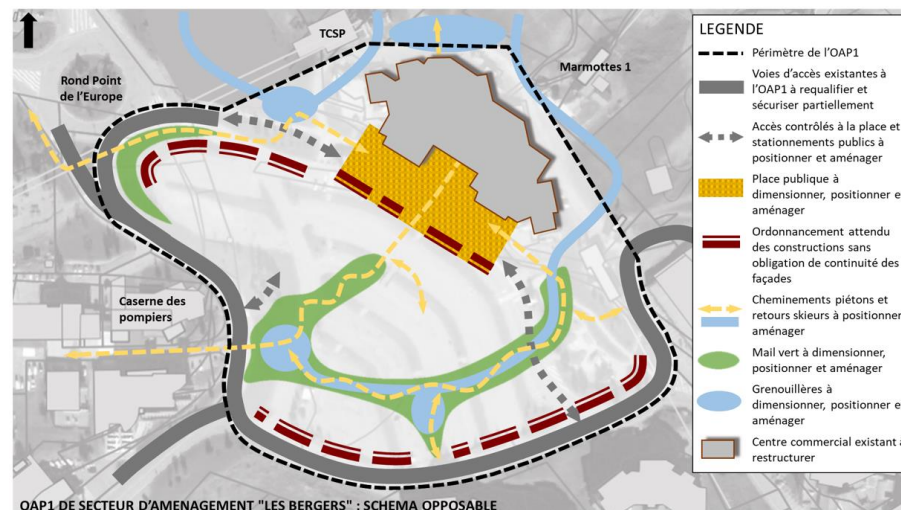 TCSP
Rond Point
de l'Europe
Marmottes 1
Caserne des
pompiers
OAP1 DE SECTEUR D'AMENAGEMENT "LES BERGERS" : SCHEMA OPPOSABLE
LEGENDE
Périmètre de l'OAP1
Voies d'accès existantes à
l'OAP1 à requalifier et
sécuriser partiellement
Accès contrôlés à la place et
stationnements publics à
positionner et aménager
Place publique à
dimensionner, positionner e
aménager
Ordonnancement attendu
des constructions sans
obligation de continuité des
façades
Cheminements piétons et
retours skieurs à positionner
aménager
Mail vert à dimensionner,
positionner et aménager
Grenouillères à
dimensionner, positionner e
aménager
Centre commercial existant
restructurer